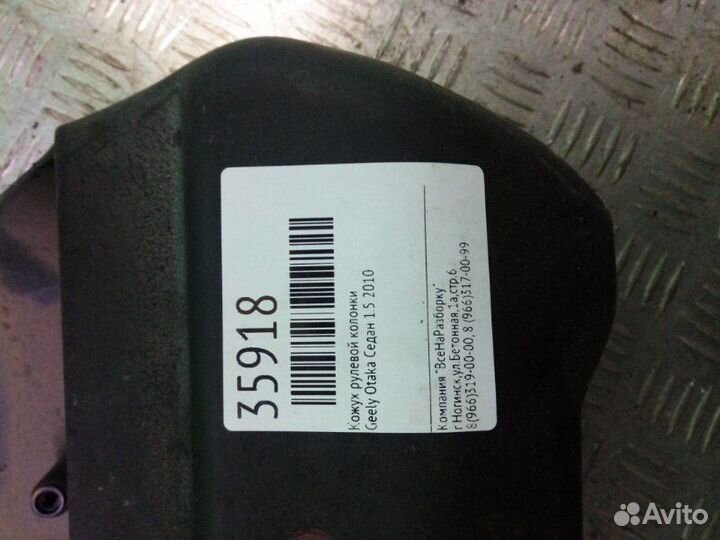 35918
Кожух рулевой колонки
Geely Otaka Седан 1.5 2010
Компания "ВсеНаРазборку"
г Ногинск,ул.Бетонная,1а,стр.6
8(966)319-00-00, 8 (966)317-00-99
Avito